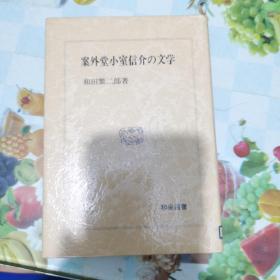 案外堂小室信介の文学
和田繁二郎著
和泉書院